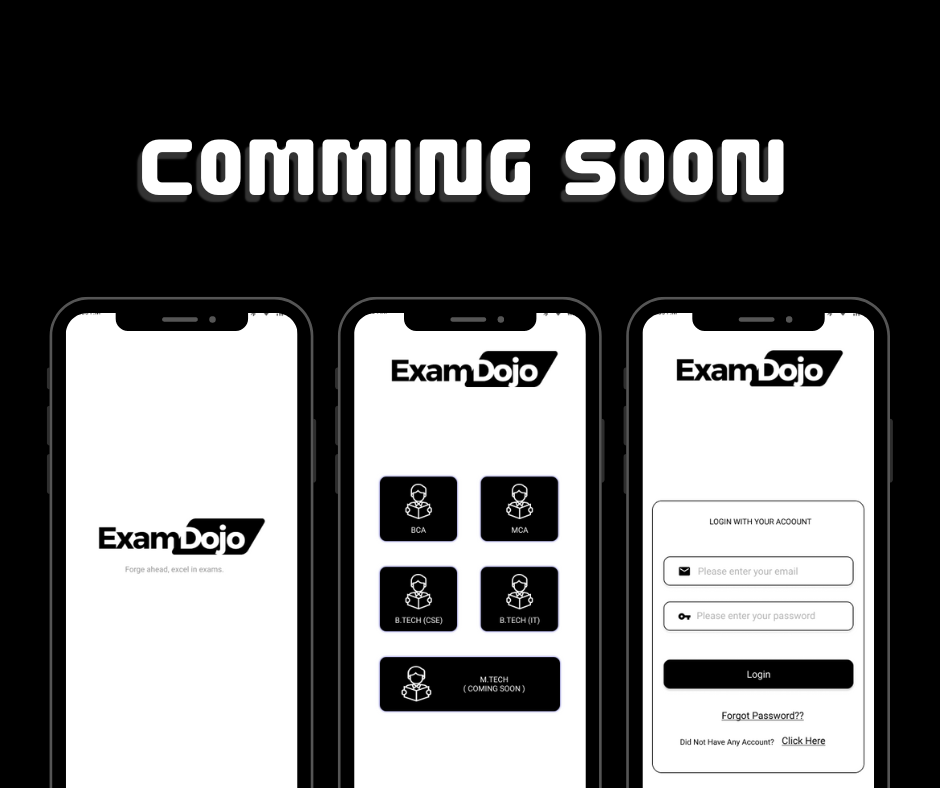 COMMING SOON
ExamDojo
Forge ahead, excel in exams.
ExamDojo
BCA
MCA
B.TECH (CSE)
B.TECH (IT)
M.TECH
( COMING SOON )
ExamDojo
LOGIN WITH YOUR ACOOUNT
Please enter your email
Please enter your password
Login
Forgot Password??
Did Not Have Any Account? Click Here